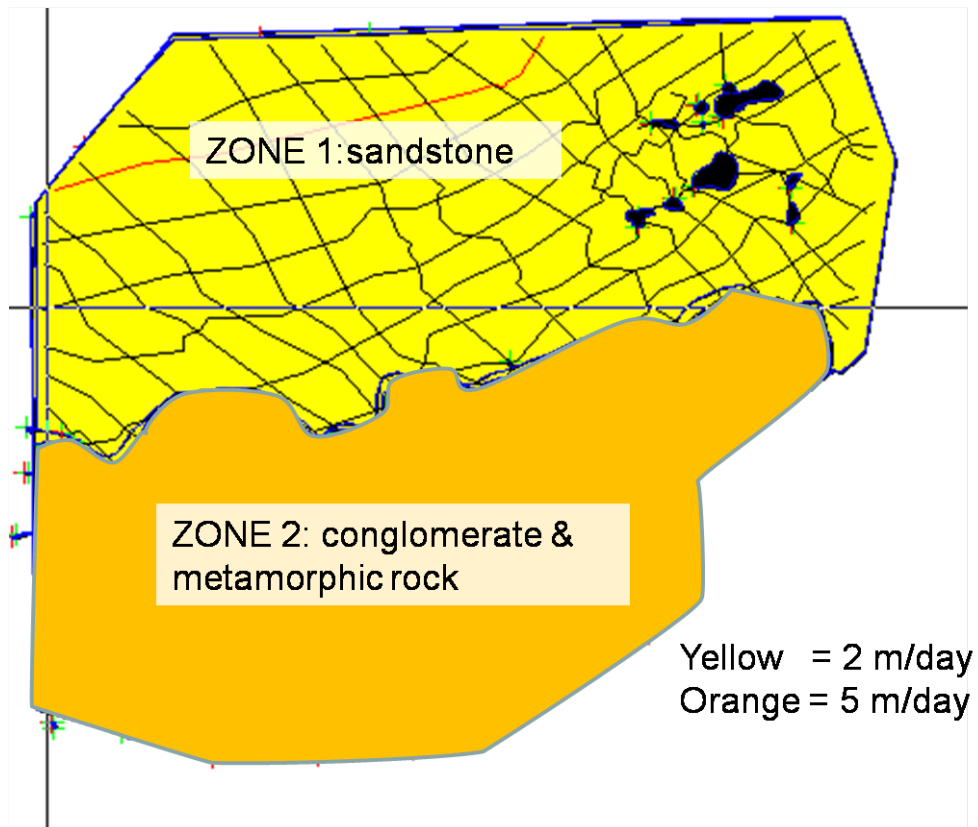 ZONE 1:sandstone
ZONE 2: conglomerate &
metamorphic rock
Yellow = 2 m/day
Orange = 5 m/day